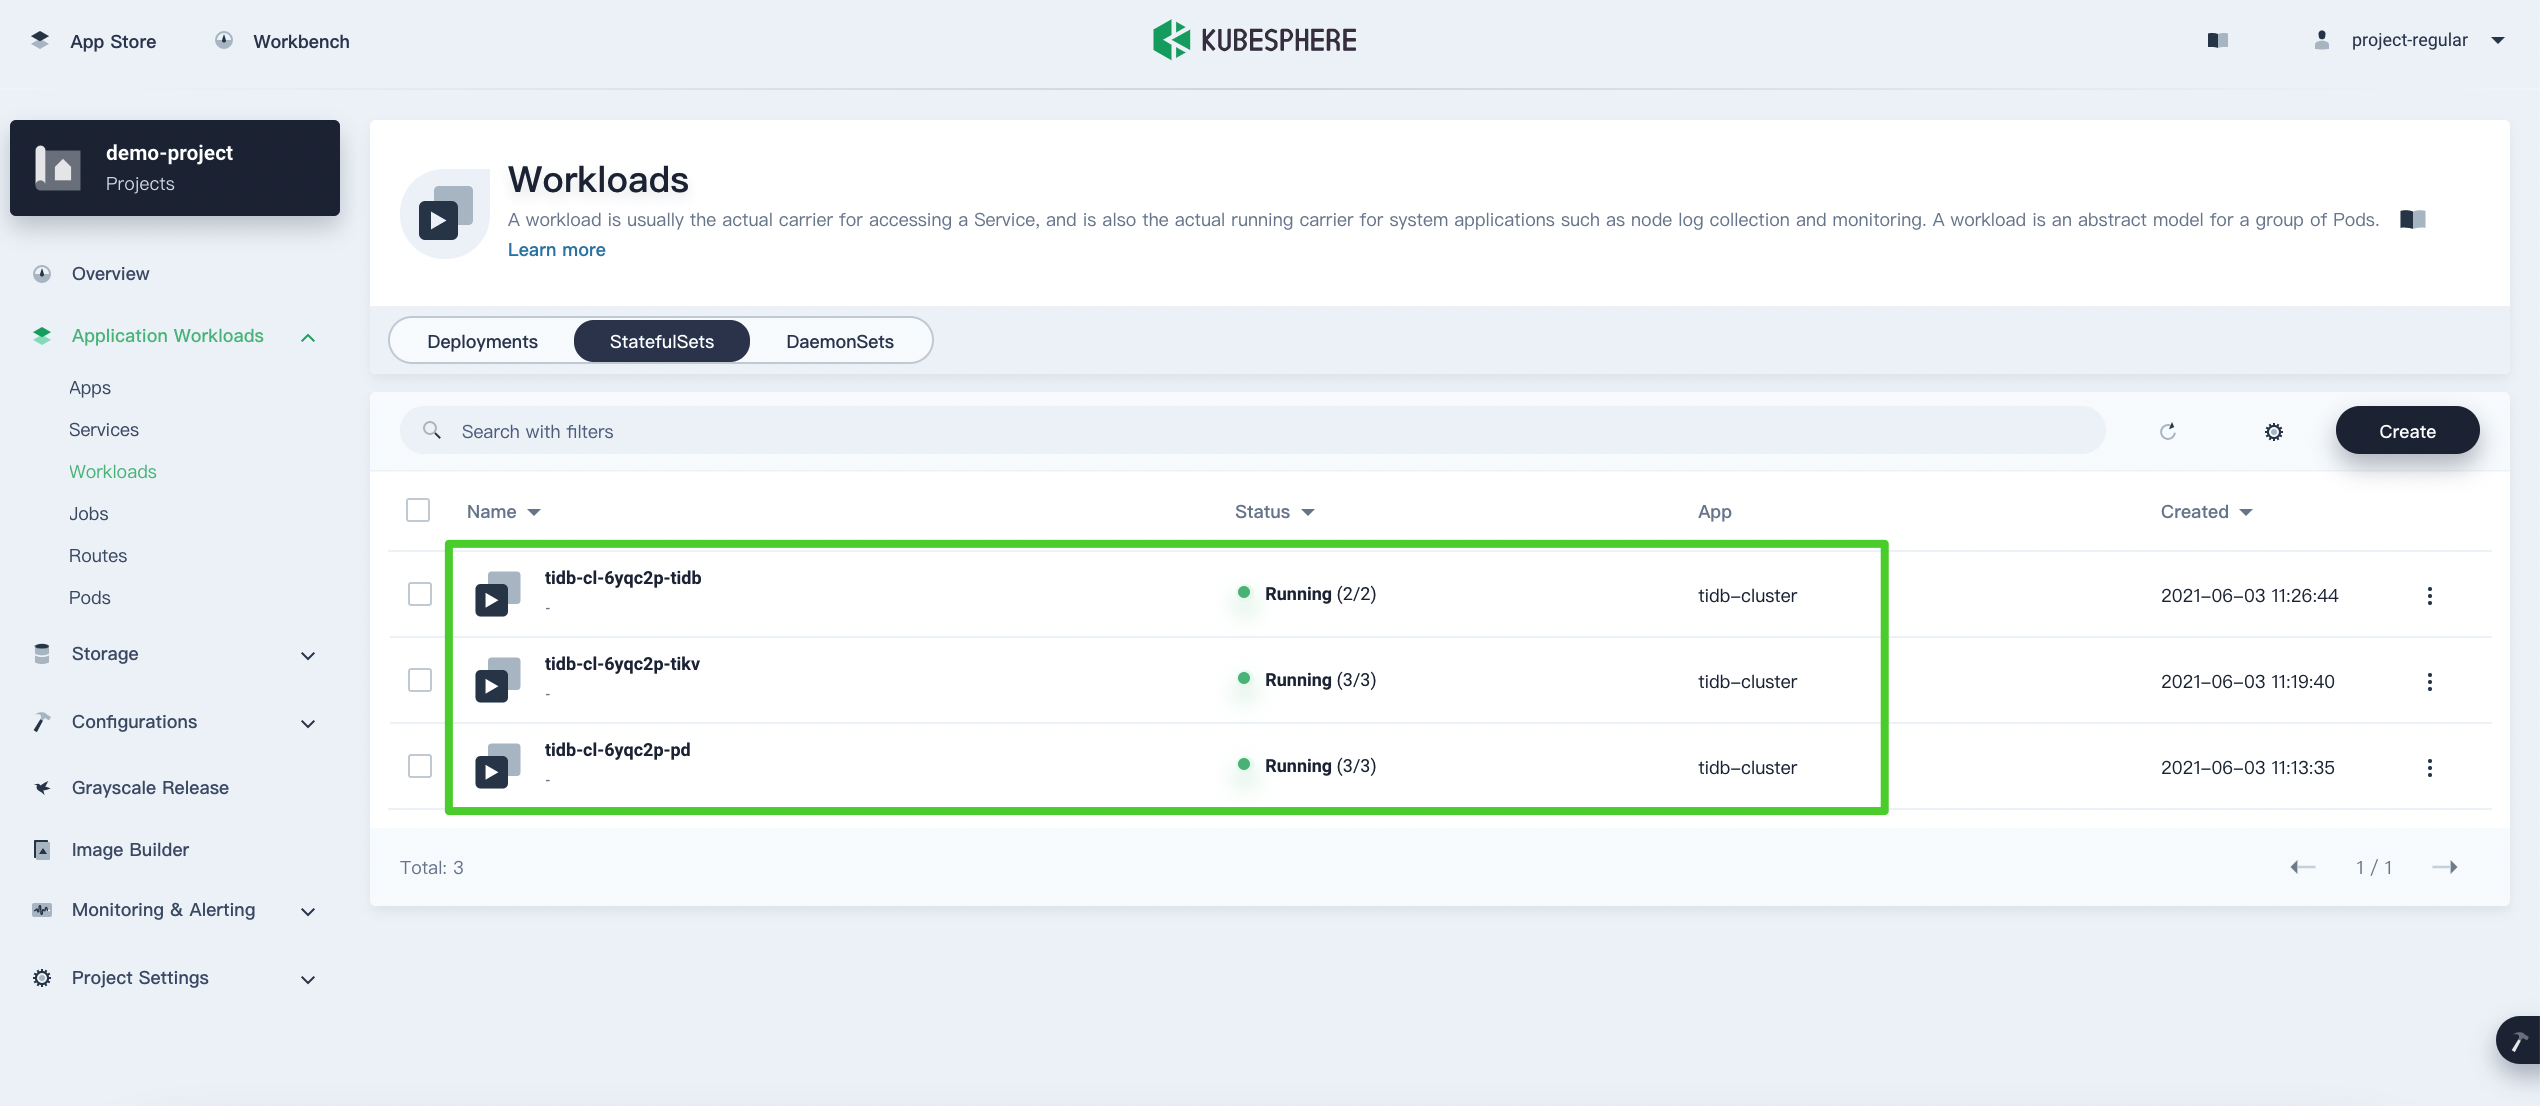 App Store
Workbench
KUBESPHERE
project-regular
demo-project
Projects
Overview
Application Workloads
Apps
Services
Workloads
Jobs
Routes
Pods
Storage
Configurations
Grayscale Release
Image Builder
Monitoring & Alerting
Project Settings
Workloads
A workload is usually the actual carrier for accessing a Service, and is also the actual running carrier for system applications such as node log collection and monitoring. A workload is an abstract model for a group of Pods.
Learn more
Deployments StatefulSets DaemonSets
Search with filters
Create
Name Status App Created
tidb-cl-6yqc2p-tidb
-
Running (2/2) tidb-cluster 2021-06-03 11:26:44
tidb-cl-6yqc2p-tikv
-
Running (3/3) tidb-cluster 2021-06-03 11:19:40
tidb-cl-6yqc2p-pd
-
Running (3/3) tidb-cluster 2021-06-03 11:13:35
Total: 3
1 / 1